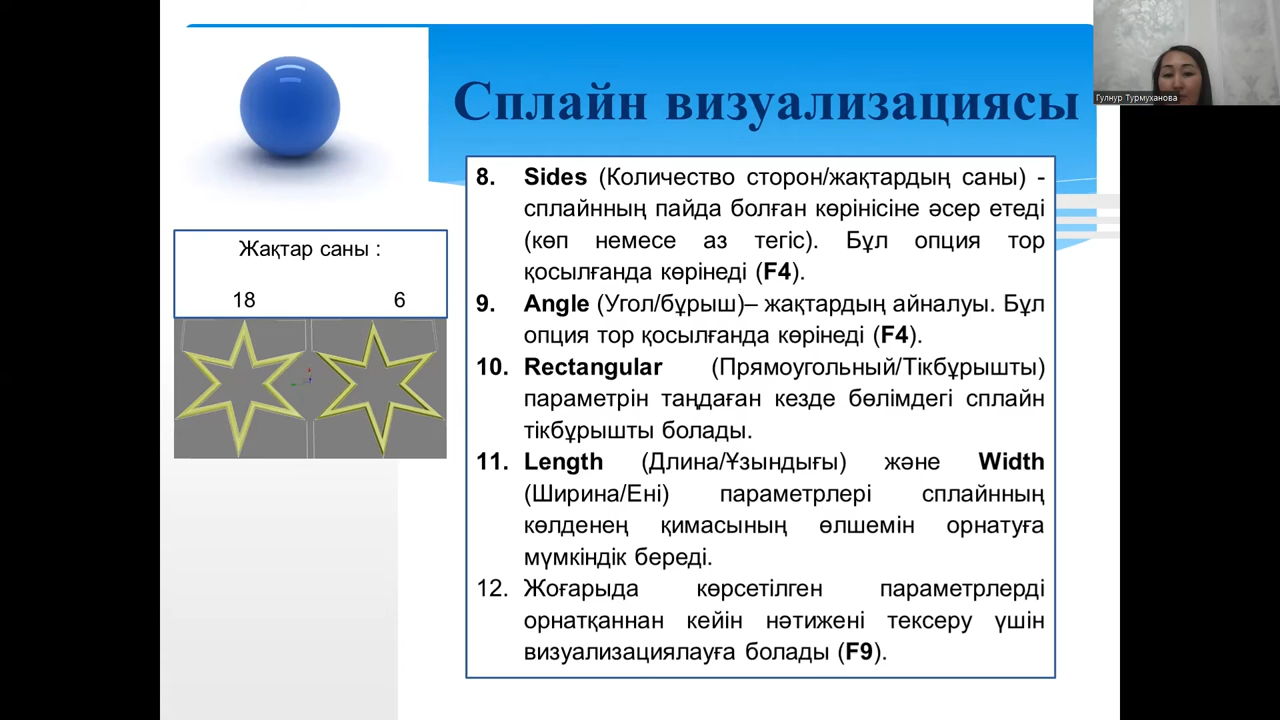 Сплайн визуализациясы
Гулнур Турмуханова
Жақтар саны :
18 6
8. Sides (Количество сторон/жақтардың саны) -
сплайнның пайда болған көрінісіне әсер етеді
(көп немесе аз тегіс). Бұл опция тор
қосылғанда көрінеді (F4).
9. Angle (Угол/бұрыш)– жақтардың айналуы. Бұл
опция тор қосылғанда көрінеді (F4).
10. Rectangular (Прямоугольный/Тікбұрышты)
параметрін таңдаған кезде бөлімдегі сплайн
тікбұрышты болады.
11. Length (Длина/Ұзындығы) және Width
(Ширина/Ені) параметрлері сплайнның
көлденең қимасының өлшемін орнатуға
мүмкіндік береді.
12. Жоғарыда көрсетілген параметрлерді
орнатқаннан кейін нәтижені тексеру үшін
визуализациялауға болады (F9).